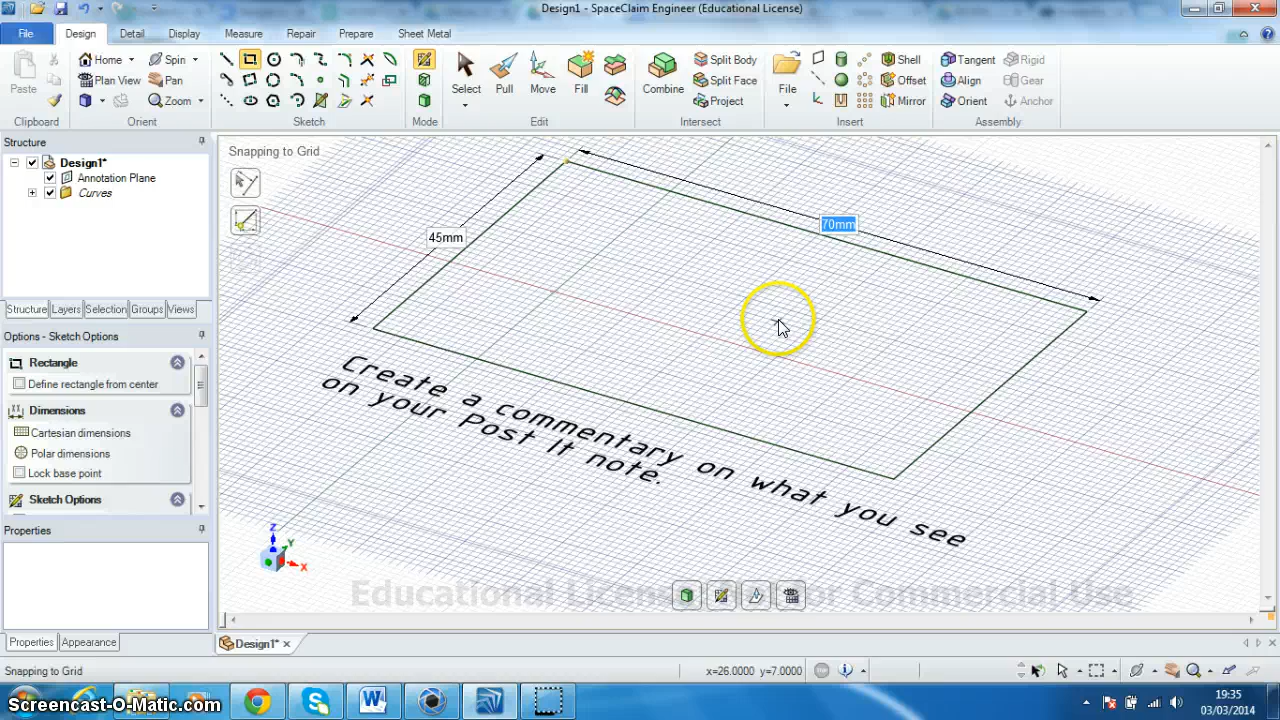 Design1 - SpaceClaim Engineer (Educational License)
File Design Detail Display Measure Repair Prepare Sheet Metal
Paste
Home
Spin
Plan View
Pan
Zoom
Select
Pull
Move
Fill
Combine
Split Body
Split Face
Project
File
Shell
Offset
Mirror
Tangent
Align
Orient
Rigid
Gear
Anchor
Clipboard Orient Sketch Mode Edit Intersect Insert Assembly
Structure
Design1*
Annotation Plane
Curves
Structure Layers Selection Groups Views
Options - Sketch Options
Rectangle
Define rectangle from center
Dimensions
Cartesian dimensions
Polar dimensions
Lock base point
Sketch Options
Properties
Properties Appearance
Snapping to Grid
45mm
70mm
Create a commentary on what you see
on your Post It note.
Z
Y
X
Design1*
Snapping to Grid
x=26.0000 y=7.0000
Screencast-O-Matic.com
19:35
03/03/2014